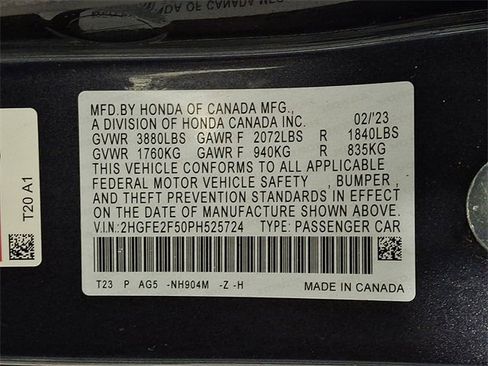 OF CANADA MFG
MFD.BY HONDA OF CANADA MFG.,
A DIVISION OF HONDA CANADA INC. 02/'23
GVWR 3880LBS GAWR F 2072LBS R 1840LBS
GVWR 1760KG GAWR F 940KG R 835KG
THIS VEHICLE CONFORMS TO ALL APPLICABLE
FEDERAL MOTOR VEHICLE SAFETY , BUMPER ,
AND THEFT PREVENTION STANDARDS IN EFFECT
ON THE DATE OF MANUFACTURE SHOWN ABOVE.
V.I.N:2HGFE2F50PH525724 TYPE: PASSENGER CAR
T23 P AG5 -NH904M -Z -H MADE IN CANADA
T20 A1